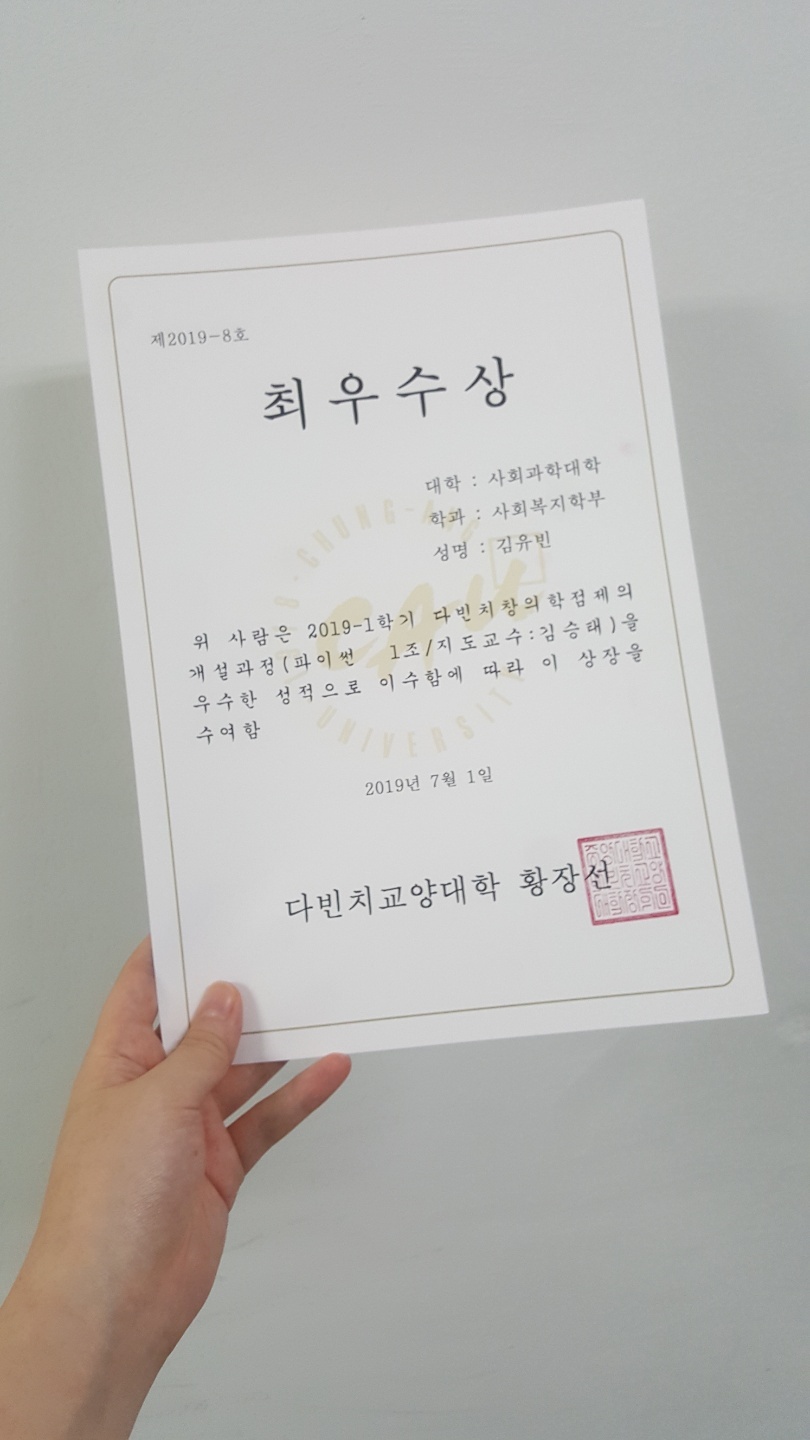 제2019-8호
최우수상
대학 : 사회과학대학
학과 : 사회복지학부
성명 : 김유빈
위 사람은 2019-1학기 다빈치창의학점제의
개설과정(파이썬 1조/지도교수:김승태)을
우수한 성적으로 이수함에 따라 이 상장을
수여함
2019년 7월 1일
다빈치교양대학 황장선
CHUNG-ANG
CAU
UNIVERSITY